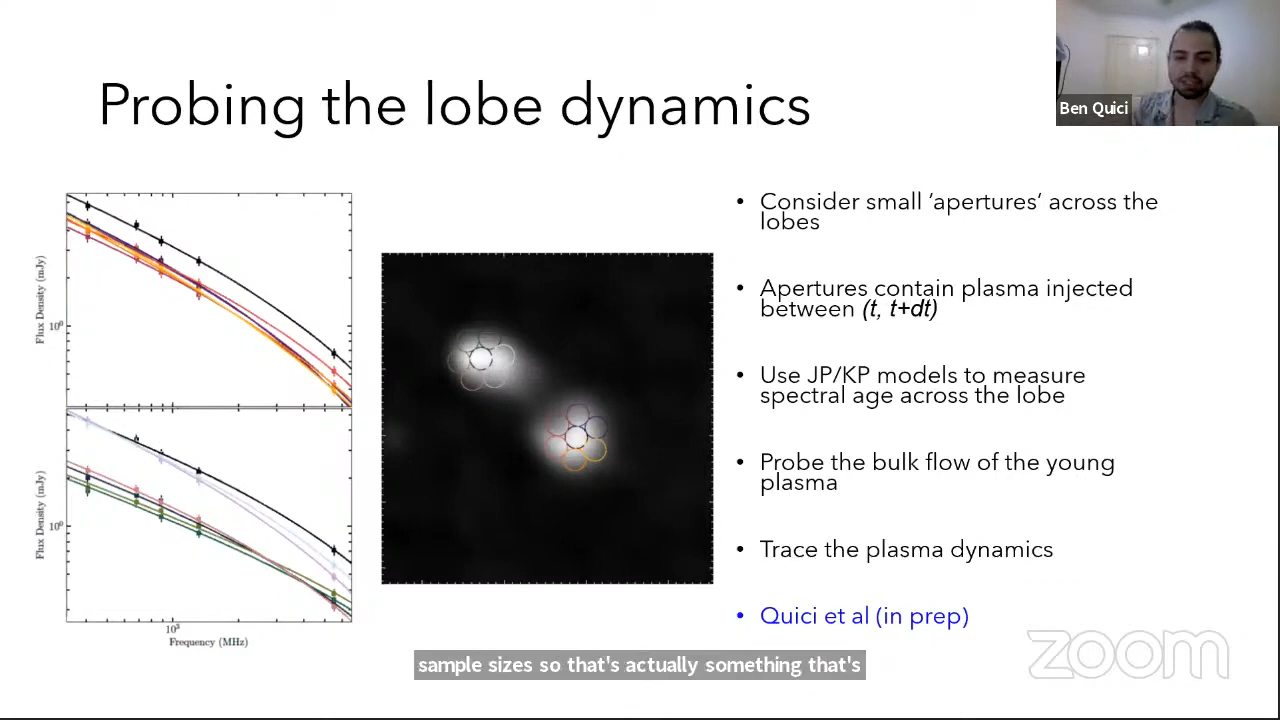 Probing the lobe dynamics
Ben Quici
• Consider small ‘apertures’ across the
lobes
• Apertures contain plasma injected
between (t, t+dt)
• Use JP/KP models to measure
spectral age across the lobe
• Probe the bulk flow of the young
plasma
• Trace the plasma dynamics
• Quici et al (in prep)
Flux Density (mJy)
10⁰
Flux Density (mJy)
10⁰
10³
Frequency (MHz)
zoom
sample sizes so that's actually something that's